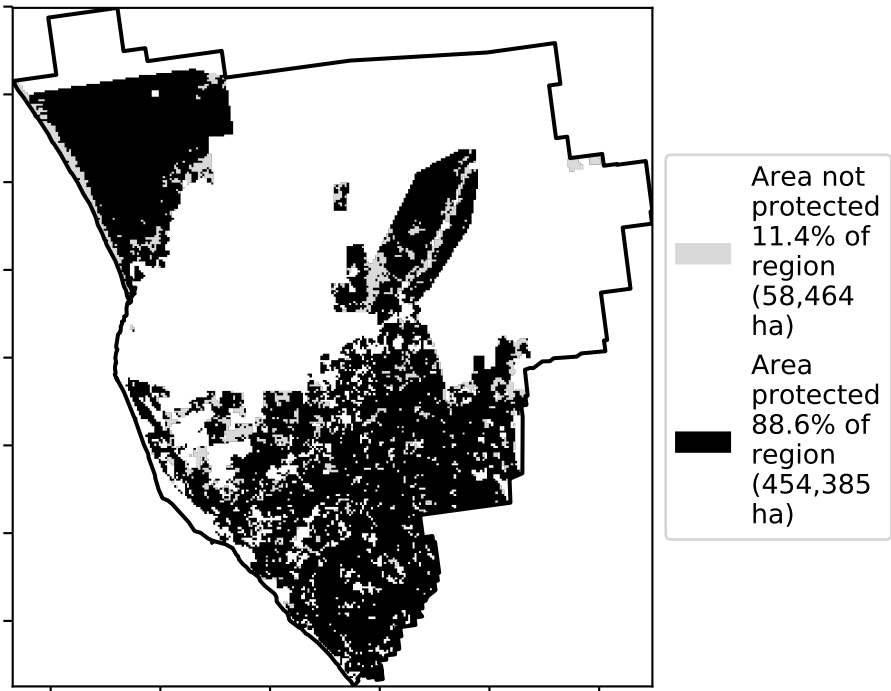 Area not
protected
11.4% of
region
(58,464
ha)
Area
protected
88.6% of
region
(454,385
ha)